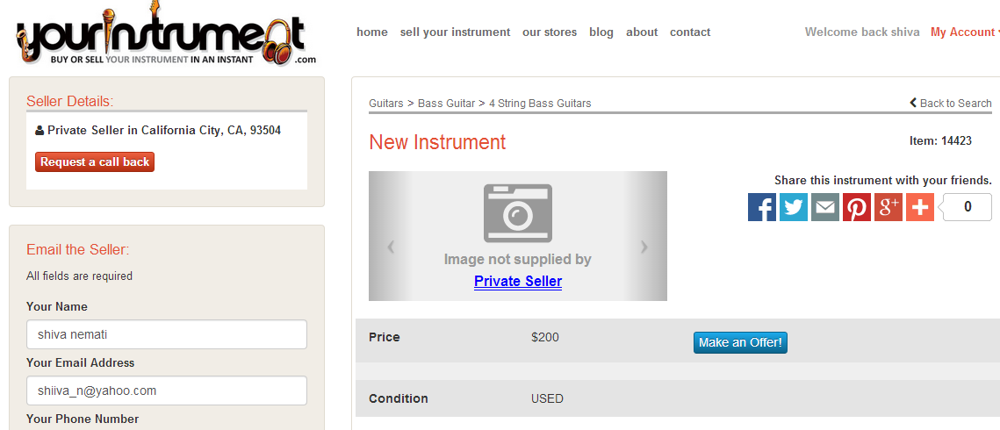 yourinstrument
BUY OR SELL YOUR INSTRUMENT IN AN INSTANT .com
home sell your instrument our stores blog about contact
Welcome back shiva My Account
Seller Details:
Private Seller in California City, CA, 93504
Request a call back
Email the Seller:
All fields are required
Your Name
shiva nemati
Your Email Address
shiiva_n@yahoo.com
Your Phone Number
Guitars > Bass Guitar > 4 String Bass Guitars
Back to Search
New Instrument
Item: 14423
Image not supplied by
Private Seller
Share this instrument with your friends.
0
Price $200 Make an Offer!
Condition USED